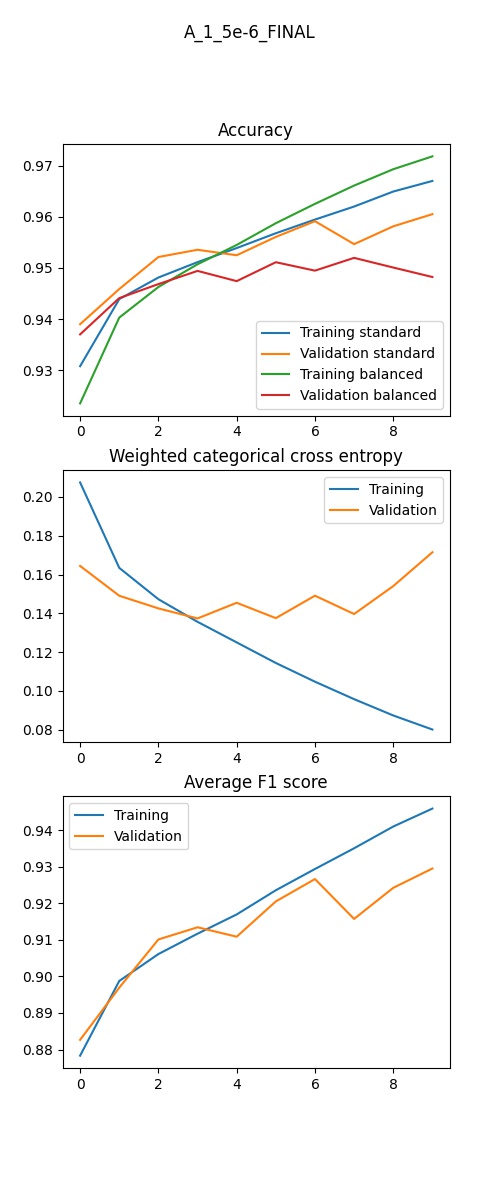 A_1_5e-6_FINAL
Accuracy
0.97
0.96
0.95
0.94
0.93
Training standard
Validation standard
Training balanced
Validation balanced
0 2 4 6 8
Weighted categorical cross entropy
0.20
0.18
0.16
0.14
0.12
0.10
0.08
Training
Validation
0 2 4 6 8
Average F1 score
0.94
0.93
0.92
0.91
0.90
0.89
0.88
Training
Validation
0 2 4 6 8